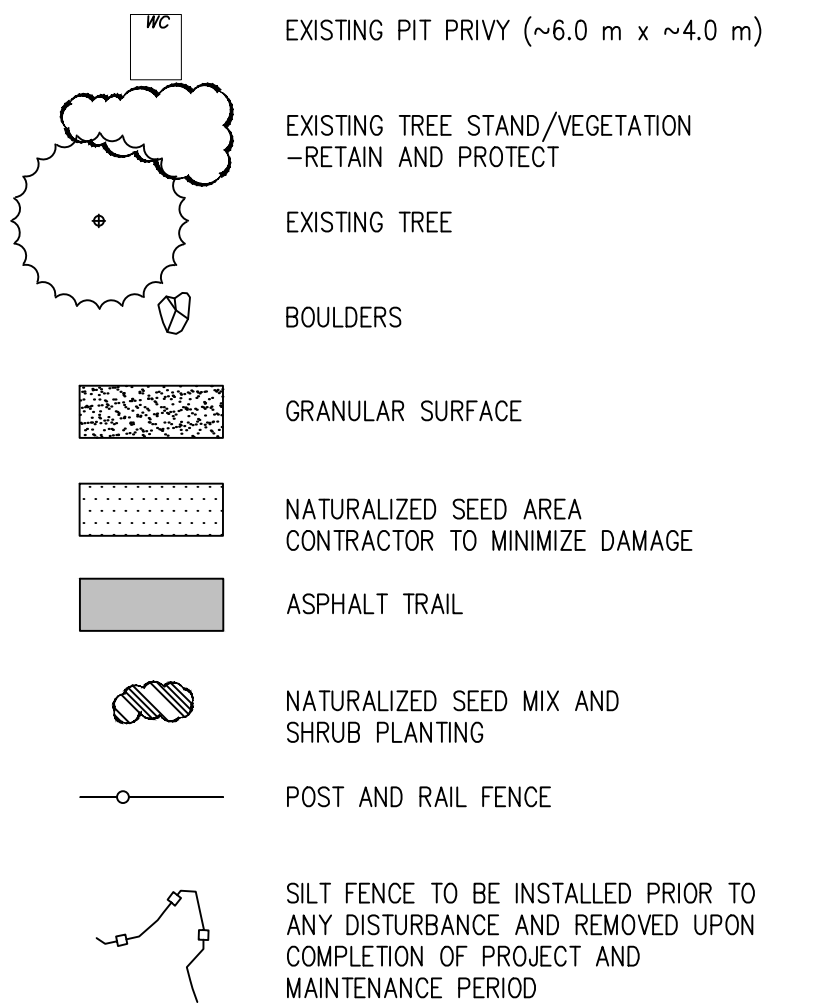 WC
EXISTING PIT PRIVY (~6.0 m x ~4.0 m)
EXISTING TREE STAND/VEGETATION
-RETAIN AND PROTECT
EXISTING TREE
BOULDERS
GRANULAR SURFACE
NATURALIZED SEED AREA
CONTRACTOR TO MINIMIZE DAMAGE
ASPHALT TRAIL
NATURALIZED SEED MIX AND
SHRUB PLANTING
POST AND RAIL FENCE
SILT FENCE TO BE INSTALLED PRIOR TO
ANY DISTURBANCE AND REMOVED UPON
COMPLETION OF PROJECT AND
MAINTENANCE PERIOD